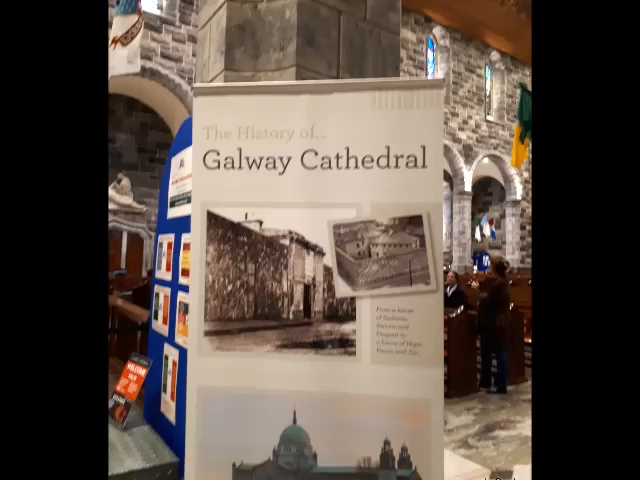 The History of...
Galway Cathedral
From a house
of Sadness,
Sorrow and
Despair to
a house of Hope,
Peace and Joy
WELCOME